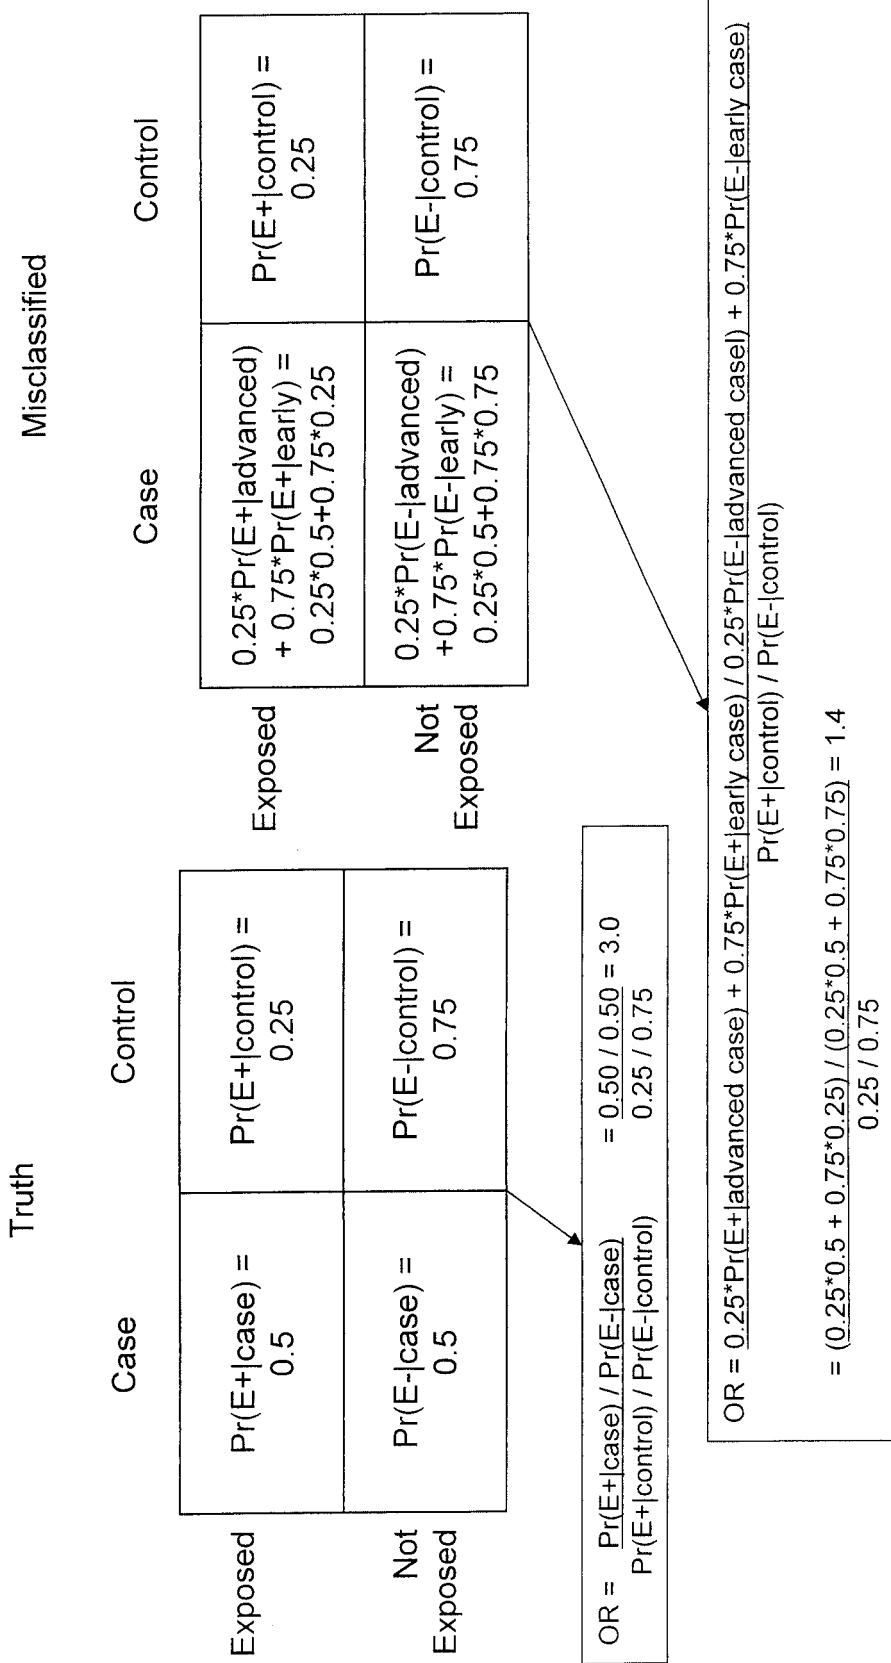 Truth
Case
Control
Exposed
Pr(E+|case) =
0.5
Pr(E+|control) =
0.25
Not
Exposed
Pr(E-|case) =
0.5
Pr(E-|control) =
0.75
OR = Pr(E+|case) / Pr(E-|case) = 0.50 / 0.50 = 3.0
Pr(E+|control) / Pr(E-|control) 0.25 / 0.75
Misclassified
Case
Control
Exposed
0.25*Pr(E+|advanced)
+ 0.75*Pr(E+|early) =
0.25*0.5+0.75*0.25
Pr(E+|control) =
0.25
Not
Exposed
0.25*Pr(E-|advanced)
+0.75*Pr(E-|early) =
0.25*0.5+0.75*0.75
Pr(E-|control) =
0.75
OR = 0.25*Pr(E+|advanced case) + 0.75*Pr(E+|early case) / 0.25*Pr(E-|advanced casel) + 0.75*Pr(E-|early case)
Pr(E+|control) / Pr(E-|control)
= (0.25*0.5 + 0.75*0.25) / (0.25*0.5 + 0.75*0.75) = 1.4
0.25 / 0.75